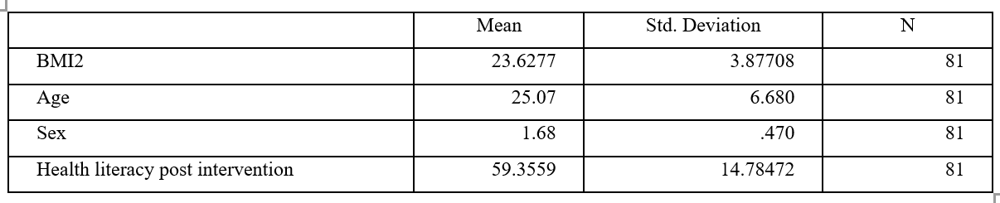 Mean Std. Deviation N
BMI2 23.6277 3.87708 81
Age 25.07 6.680 81
Sex 1.68 .470 81
Health literacy post intervention 59.3559 14.78472 81